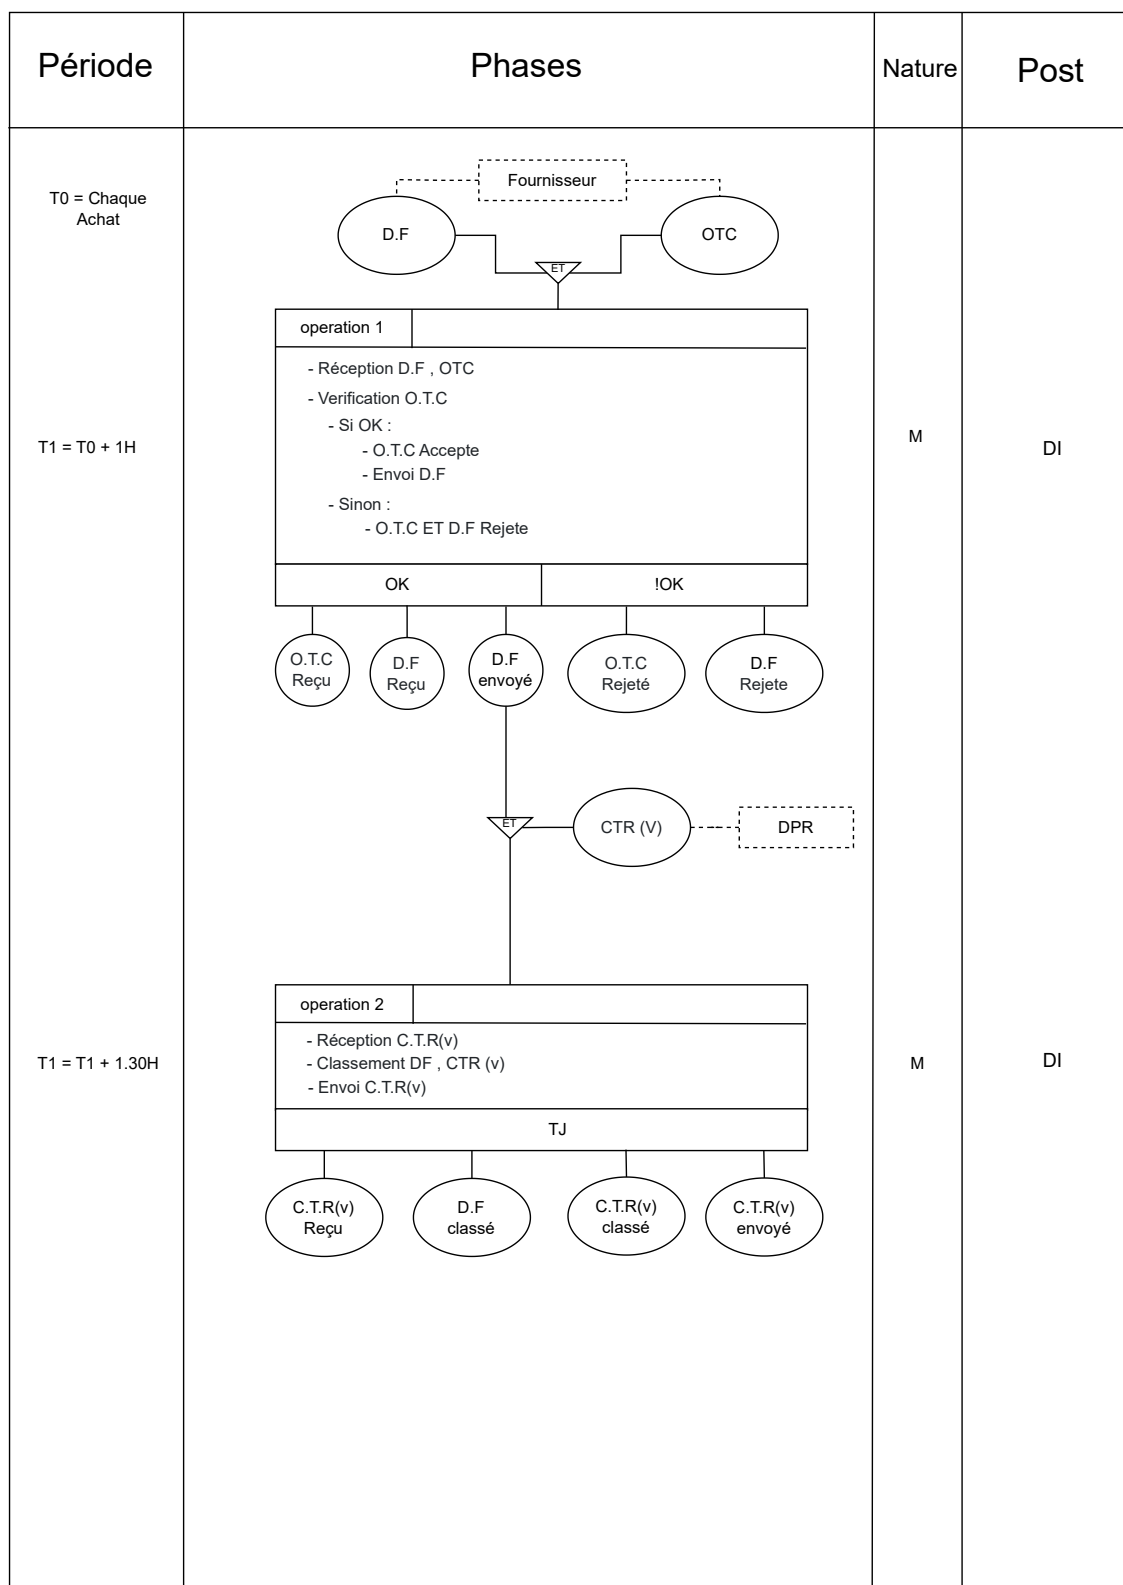 Période
Phases
Nature
Post
T0 = Chaque
Achat
Fournisseur
D.F
OTC
ET
operation 1
- Réception D.F , OTC
- Verification O.T.C
- Si OK :
- O.T.C Accepte
- Envoi D.F
- Sinon :
- O.T.C ET D.F Rejete
T1 = T0 + 1H
M
DI
OK
!OK
O.T.C
Reçu
D.F
Reçu
D.F
envoyé
O.T.C
Rejeté
D.F
Rejete
ET
CTR (V)
DPR
operation 2
- Réception C.T.R(v)
- Classement DF , CTR (v)
- Envoi C.T.R(v)
T1 = T1 + 1.30H
M
DI
TJ
C.T.R(v)
Reçu
D.F
classé
C.T.R(v)
classé
C.T.R(v)
envoyé